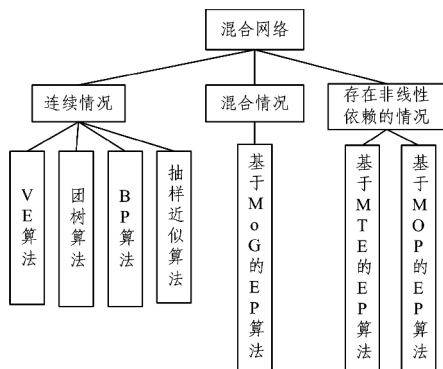 混合网络
连续情况
混合情况
存在非线性
依赖的情况
VE算法
团树算法
BP算法
抽样近似算法
基于MoG的EP算法
基于MTE的EP算法
基于MOP的EP算法